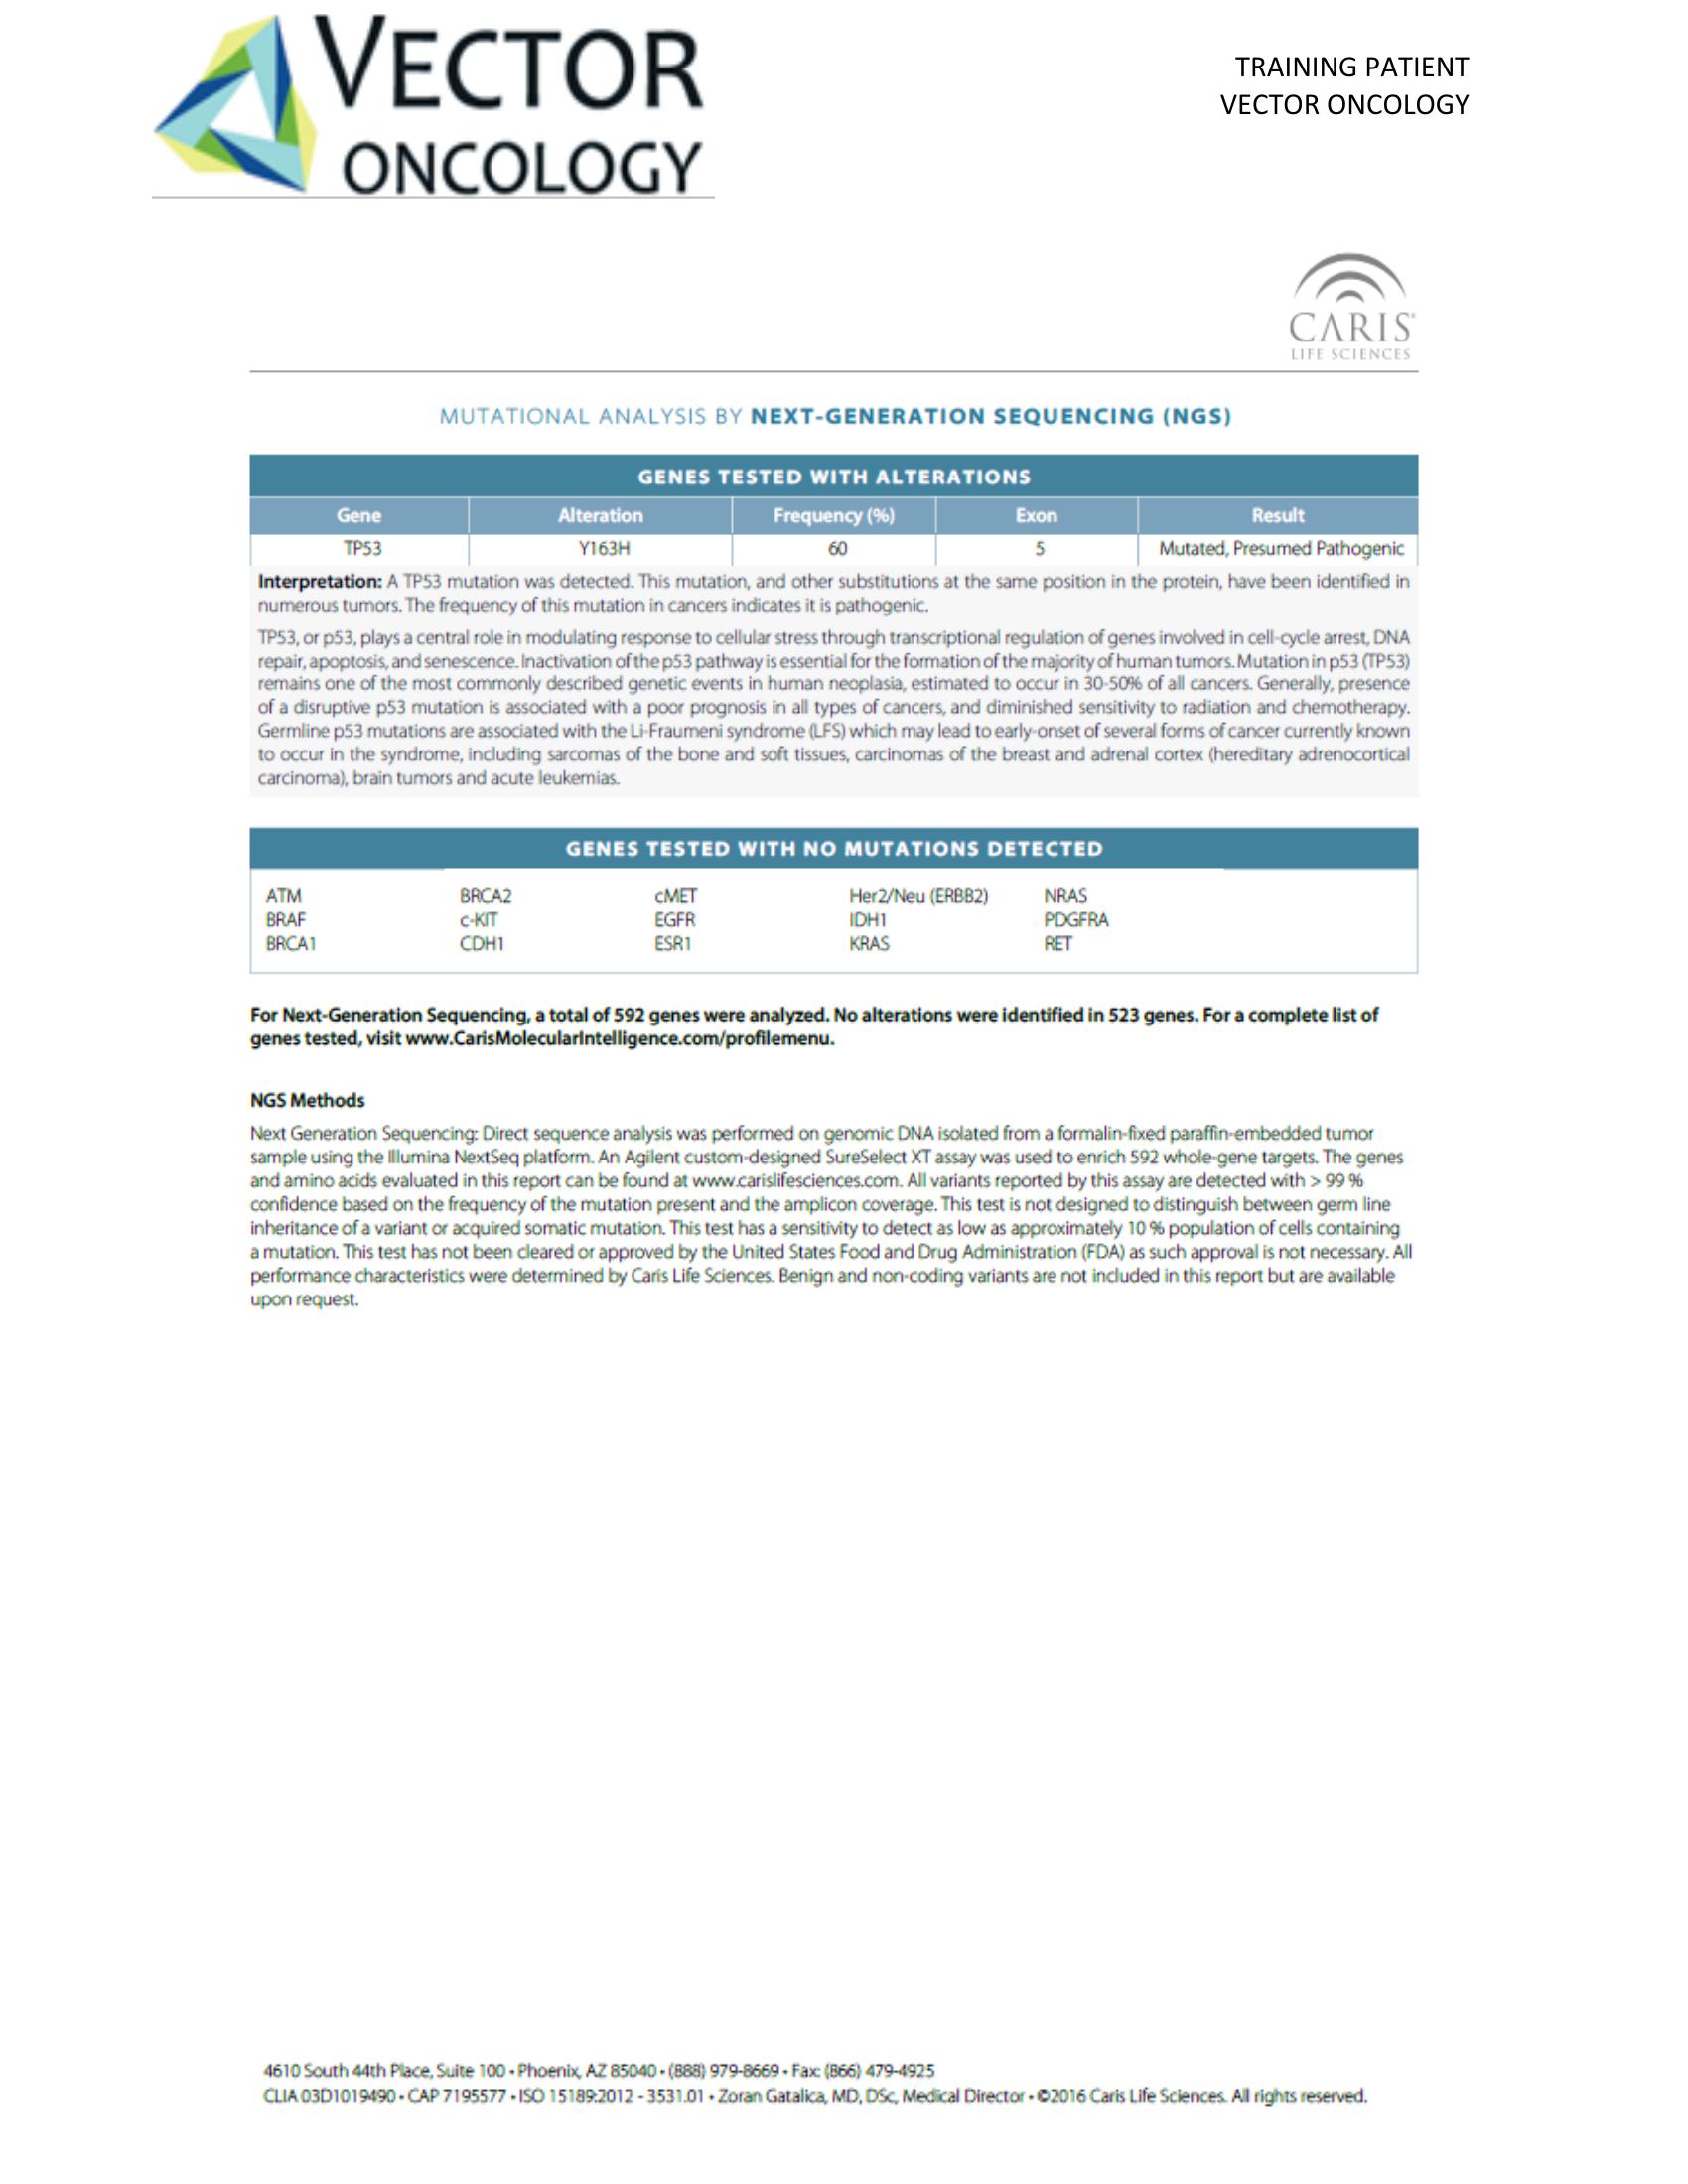 VECTOR
ONCOLOGY
TRAINING PATIENT
VECTOR ONCOLOGY
CARIS
LIFE SCIENCES
MUTATIONAL ANALYSIS BY NEXT-GENERATION SEQUENCING (NGS)
GENES TESTED WITH ALTERATIONS
Gene Alteration Frequency (%) Exon Result
TP53 Y163H 60 5 Mutated, Presumed Pathogenic
Interpretation: A TP53 mutation was detected. This mutation, and other substitutions at the same position in the protein, have been identified in
numerous tumors. The frequency of this mutation in cancers indicates it is pathogenic.
TP53, or p53, plays a central role in modulating response to cellular stress through transcriptional regulation of genes involved in cell-cycle arrest, DNA
repair, apoptosis, and senescence. Inactivation of the p53 pathway is essential for the formation of the majority of human tumors. Mutation in p53 (TP53)
remains one of the most commonly described genetic events in human neoplasia, estimated to occur in 30-50% of all cancers. Generally, presence
of a disruptive p53 mutation is associated with a poor prognosis in all types of cancers, and diminished sensitivity to radiation and chemotherapy.
Germline p53 mutations are associated with the Li-Fraumeni syndrome (LFS) which may lead to early-onset of several forms of cancer currently known
to occur in the syndrome, including sarcomas of the bone and soft tissues, carcinomas of the breast and adrenal cortex (hereditary adrenocortical
carcinoma), brain tumors and acute leukemias.
GENES TESTED WITH NO MUTATIONS DETECTED
ATM BRCA2 cMET Her2/Neu (ERBB2) NRAS
BRAF c-KIT EGFR IDH1 PDGFRA
BRCA1 CDH1 ESR1 KRAS RET
For Next-Generation Sequencing, a total of 592 genes were analyzed. No alterations were identified in 523 genes. For a complete list of
genes tested, visit www.CarisMolecularIntelligence.com/profilemenu.
NGS Methods
Next Generation Sequencing: Direct sequence analysis was performed on genomic DNA isolated from a formalin-fixed paraffin-embedded tumor
sample using the Illumina NextSeq platform. An Agilent custom-designed SureSelect XT assay was used to enrich 592 whole-gene targets. The genes
and amino acids evaluated in this report can be found at www.carislifesciences.com. All variants reported by this assay are detected with > 99 %
confidence based on the frequency of the mutation present and the amplicon coverage. This test is not designed to distinguish between germ line
inheritance of a variant or acquired somatic mutation. This test has a sensitivity to detect as low as approximately 10 % population of cells containing
a mutation. This test has not been cleared or approved by the United States Food and Drug Administration (FDA) as such approval is not necessary. All
performance characteristics were determined by Caris Life Sciences. Benign and non-coding variants are not included in this report but are available
upon request.
4610 South 44th Place, Suite 100 • Phoenix, AZ 85040 • (888) 979-8669 • Fax: (866) 479-4925
CLIA 03D1019490 • CAP 7195577 • ISO 15189:2012 - 3531.01 • Zoran Gatalica, MD, DSc, Medical Director • ©2016 Caris Life Sciences. All rights reserved.